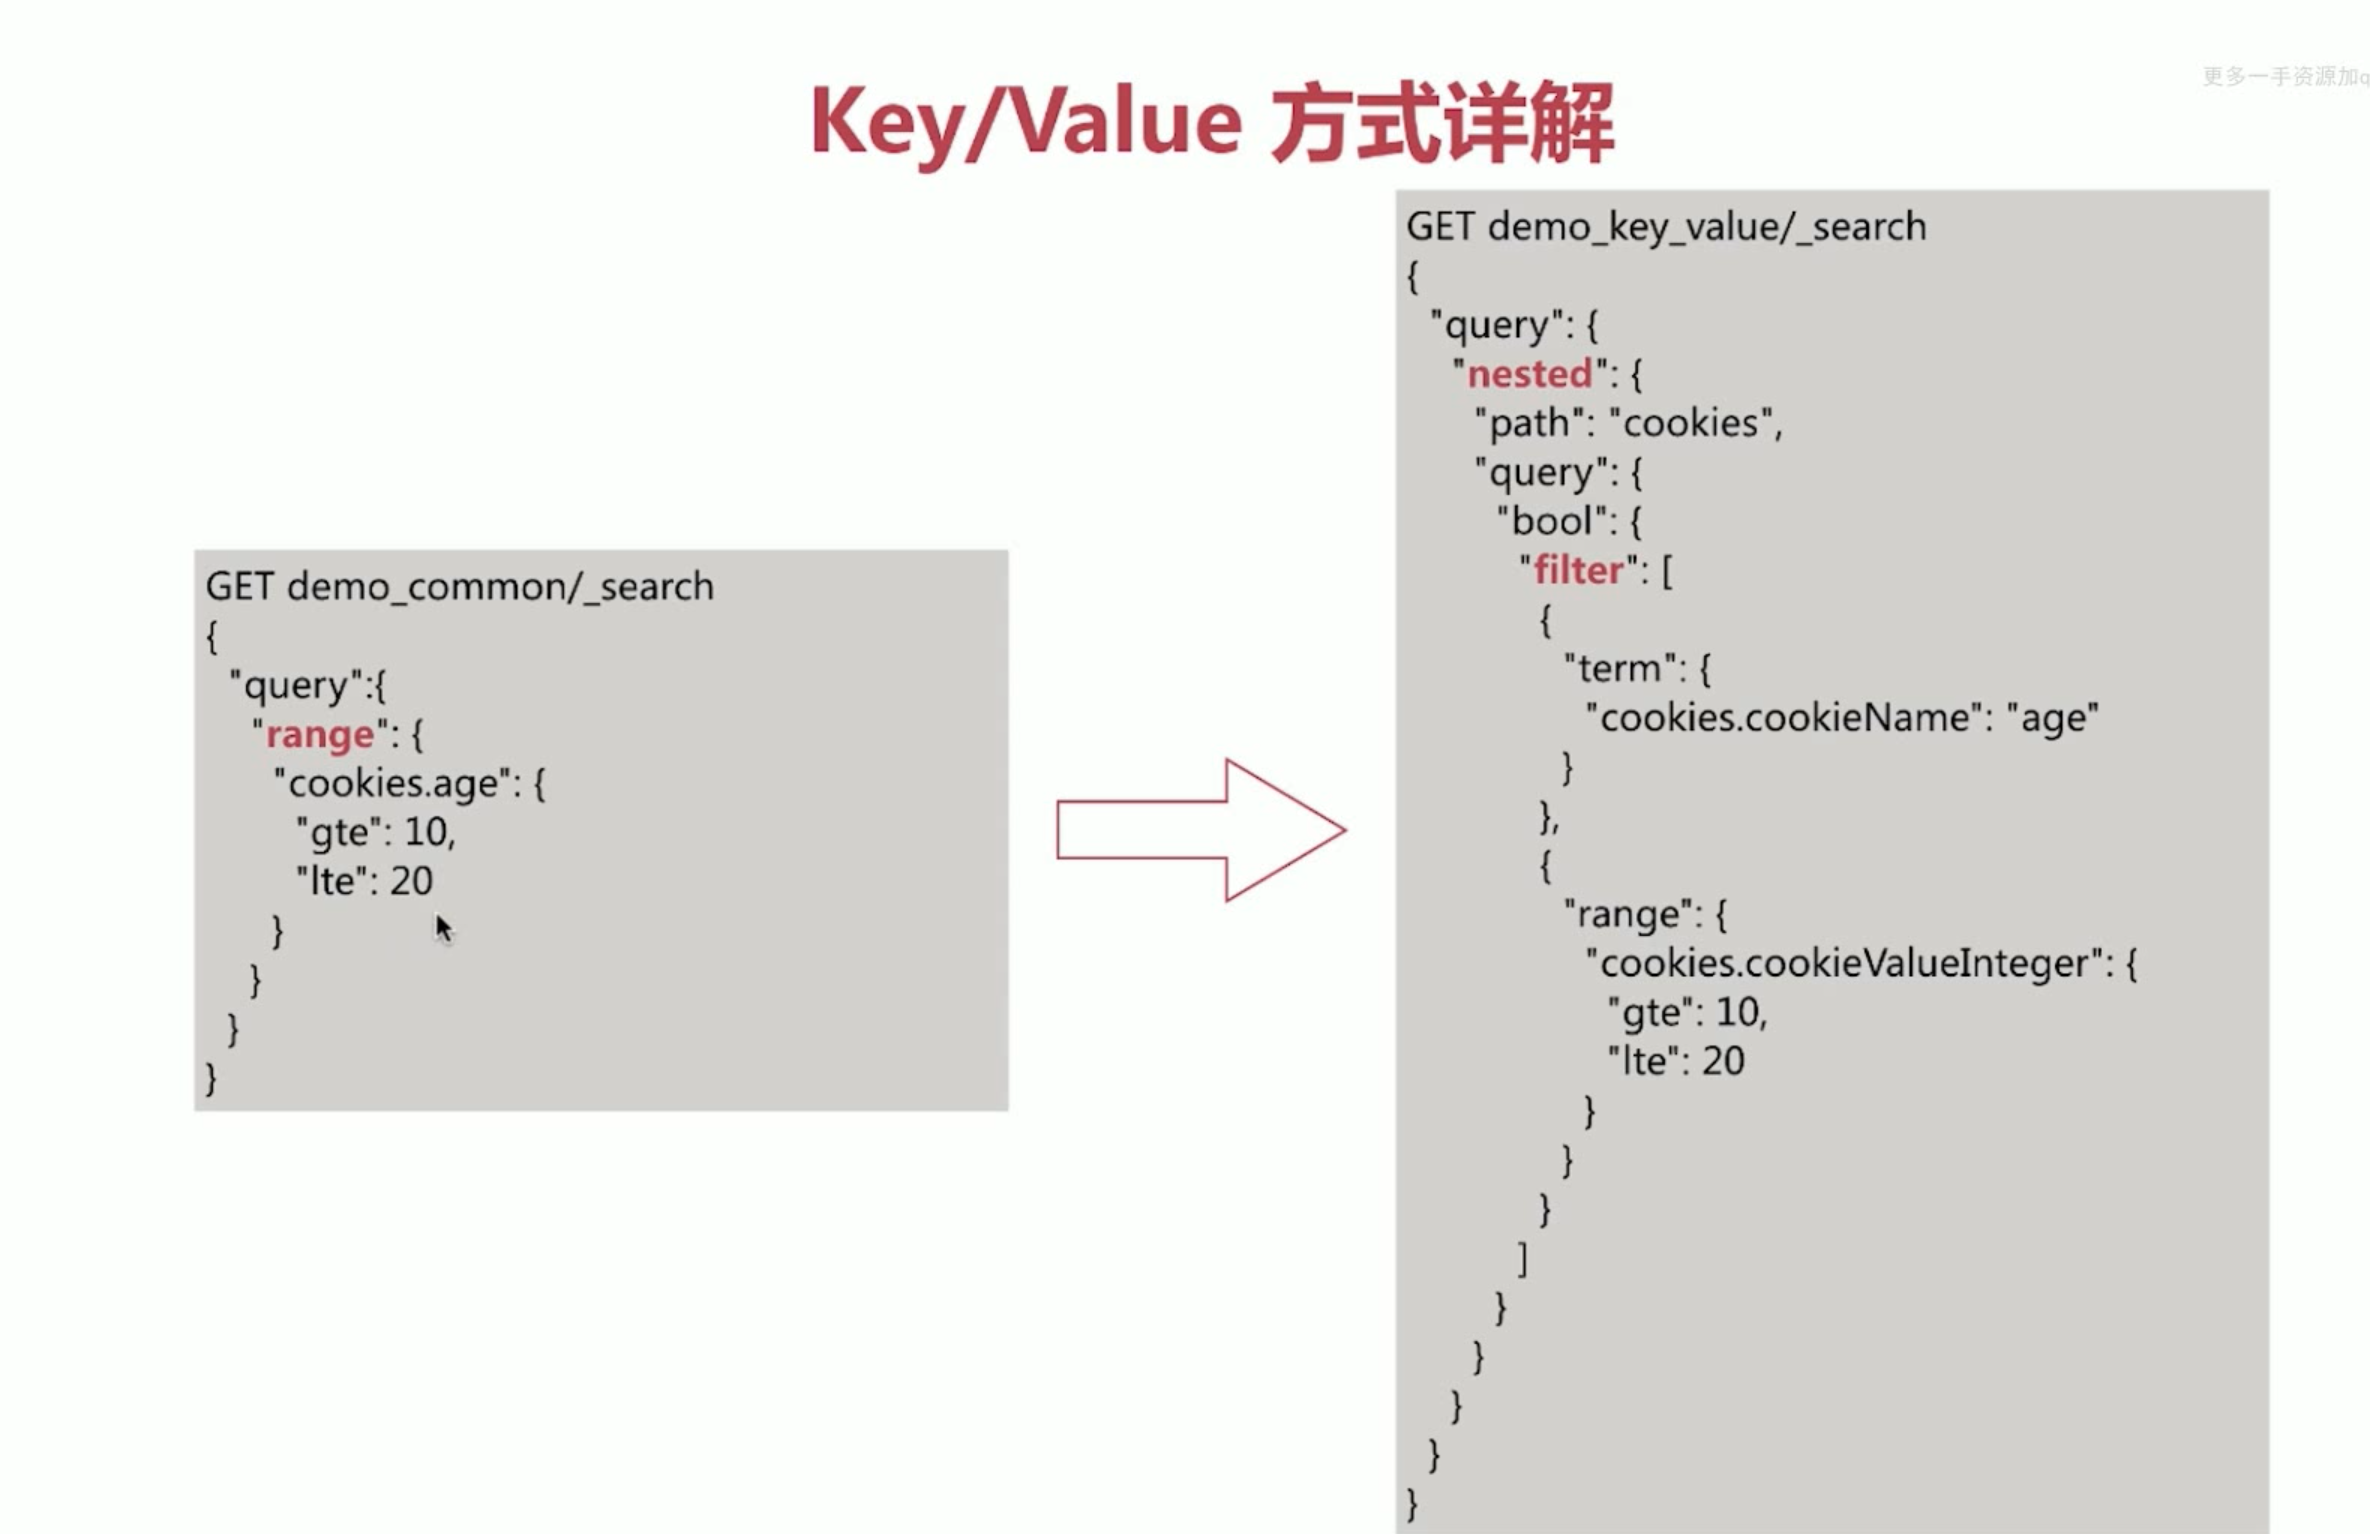 更多一手资源加q
Key/Value 方式详解
GET demo_common/_search
{
"query":{
"range": {
"cookies.age": {
"gte": 10,
"lte": 20
}
}
}
}
GET demo_key_value/_search
{
"query": {
"nested": {
"path": "cookies",
"query": {
"bool": {
"filter": [
{
"term": {
"cookies.cookieName": "age"
}
},
{
"range": {
"cookies.cookieValueInteger": {
"gte": 10,
"lte": 20
}
}
}
]
}
}
}
}
}